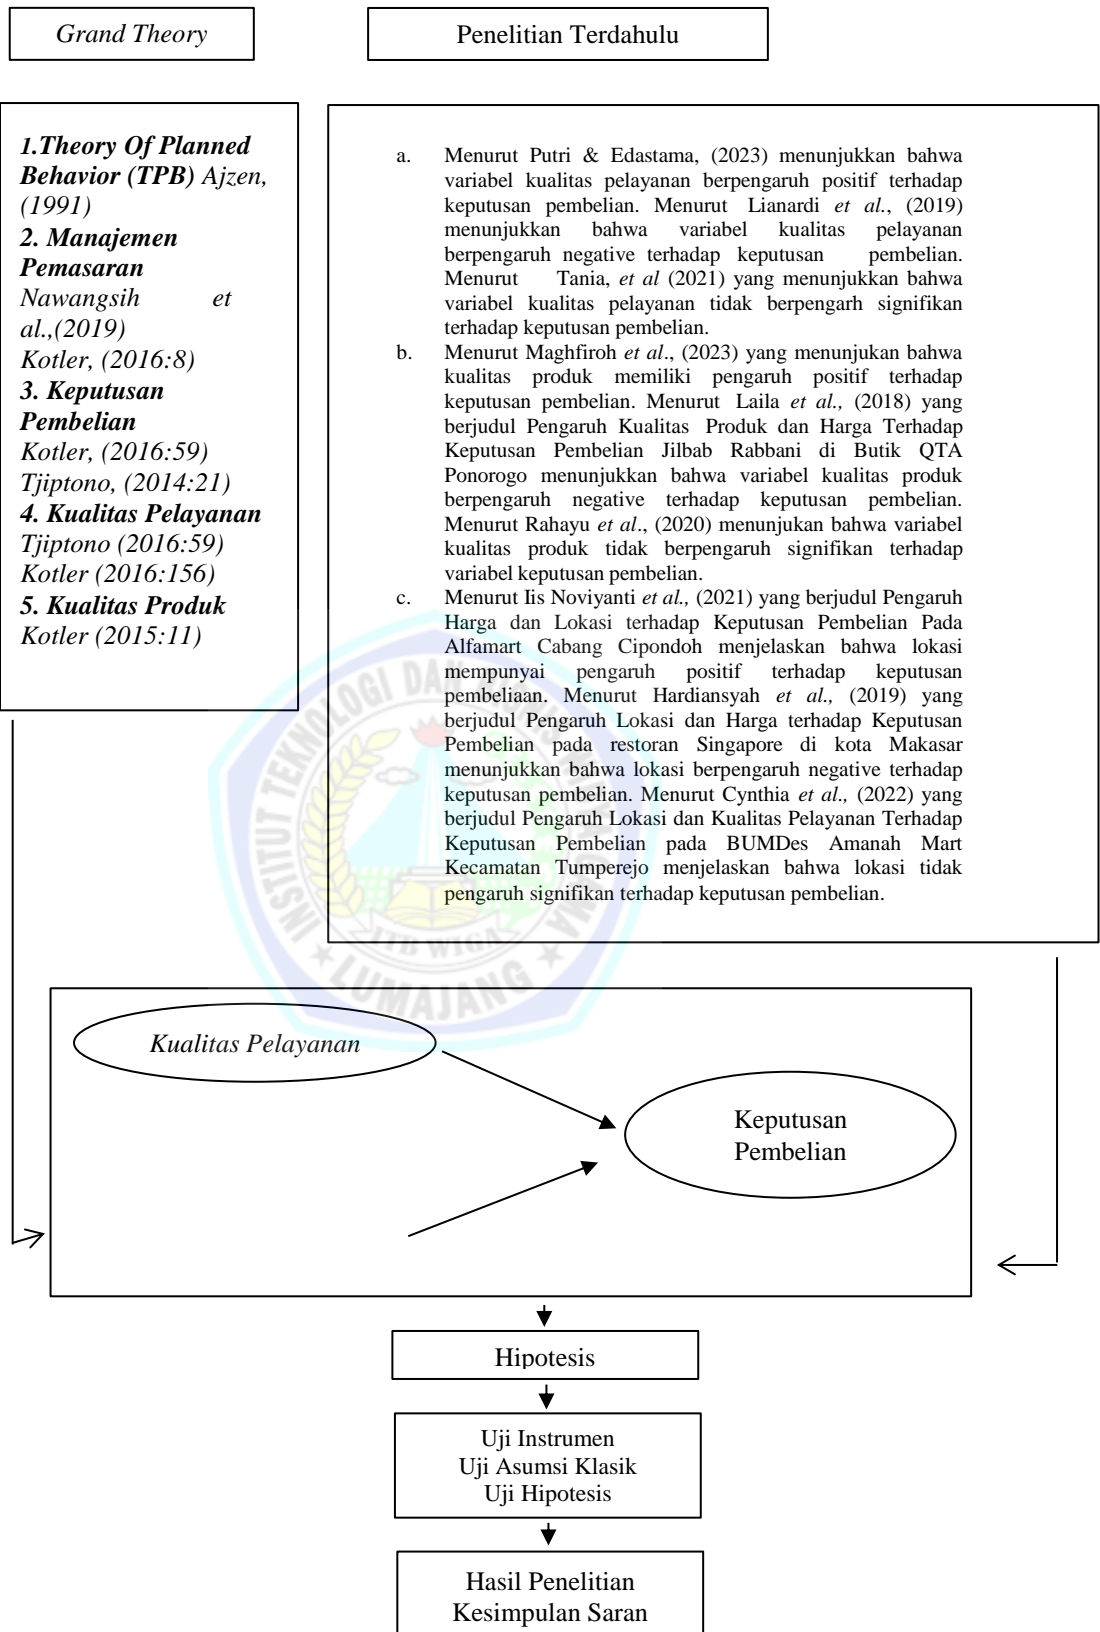 Grand Theory
Penelitian Terdahulu
1.Theory Of Planned
Behavior (TPB) Ajzen,
(1991)
2. Manajemen
Pemasaran
Nawangsih et
al.,(2019)
Kotler, (2016:8)
3. Keputusan
Pembelian
Kotler, (2016:59)
Tjiptono, (2014:21)
4. Kualitas Pelayanan
Tjiptono (2016:59)
Kotler (2016:156)
5. Kualitas Produk
Kotler (2015:11)
a. Menurut Putri & Edastama, (2023) menunjukkan bahwa
variabel kualitas pelayanan berpengaruh positif terhadap
keputusan pembelian. Menurut Lianardi et al., (2019)
menunjukkan bahwa variabel kualitas pelayanan
berpengaruh negative terhadap keputusan pembelian.
Menurut Tania, et al (2021) yang menunjukkan bahwa
variabel kualitas pelayanan tidak berpengarh signifikan
terhadap keputusan pembelian.
b. Menurut Maghfiroh et al., (2023) yang menunjukan bahwa
kualitas produk memiliki pengaruh positif terhadap
keputusan pembelian. Menurut Laila et al., (2018) yang
berjudul Pengaruh Kualitas Produk dan Harga Terhadap
Keputusan Pembelian Jilbab Rabbani di Butik QTA
Ponorogo menunjukkan bahwa variabel kualitas produk
berpengaruh negative terhadap keputusan pembelian.
Menurut Rahayu et al., (2020) menunjukan bahwa variabel
kualitas produk tidak berpengaruh signifikan terhadap
variabel keputusan pembelian.
c. Menurut Iis Noviyanti et al., (2021) yang berjudul Pengaruh
Harga dan Lokasi terhadap Keputusan Pembelian Pada
Alfamart Cabang Cipondoh menjelaskan bahwa lokasi
mempunyai pengaruh positif terhadap keputusan
pembeliaan. Menurut Hardiansyah et al., (2019) yang
berjudul Pengaruh Lokasi dan Harga terhadap Keputusan
Pembelian pada restoran Singapore di kota Makasar
menunjukkan bahwa lokasi berpengaruh negative terhadap
keputusan pembelian. Menurut Cynthia et al., (2022) yang
berjudul Pengaruh Lokasi dan Kualitas Pelayanan Terhadap
Keputusan Pembelian pada BUMDes Amanah Mart
Kecamatan Tumperejo menjelaskan bahwa lokasi tidak
pengaruh signifikan terhadap keputusan pembelian.
INSTITUT TEKNOLOGI DAN BISNIS WIDYA GAMA
ITB WIGA
LUMAJANG
Kualitas Pelayanan
Keputusan
Pembelian
Hipotesis
Uji Instrumen
Uji Asumsi Klasik
Uji Hipotesis
Hasil Penelitian
Kesimpulan Saran